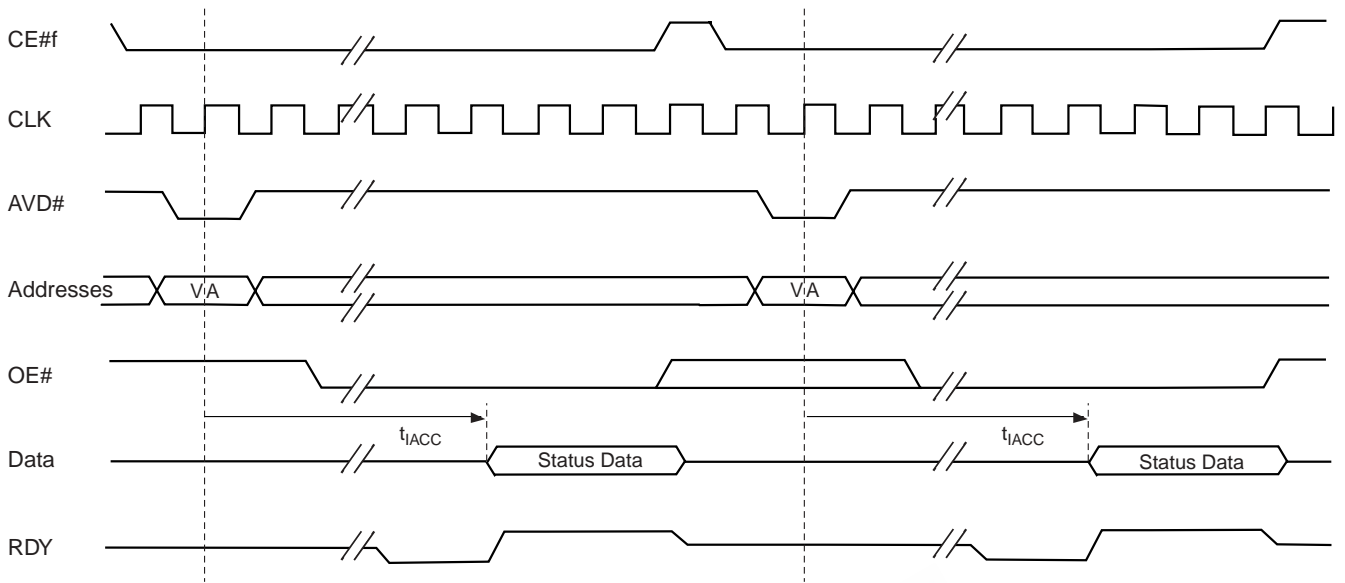 CE#f
CLK
AVD#
Addresses VA VA
OE#
tIACC tIACC
Data Status Data Status Data
RDY